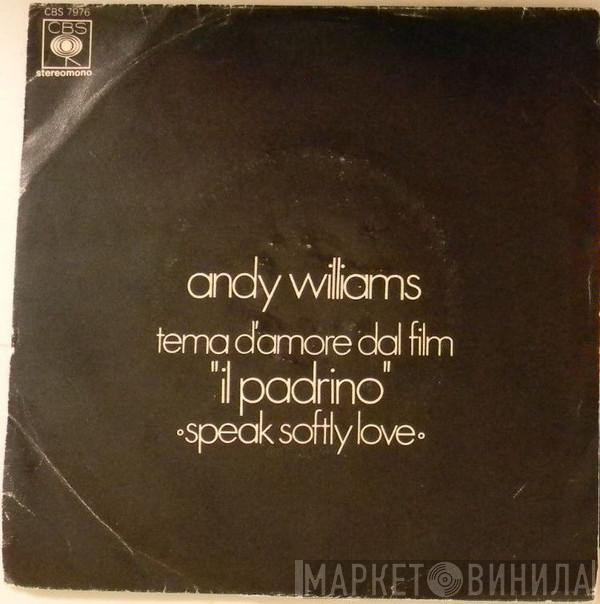 CBS 7976
CBS
stereomono
andy williams
tema d'amore dal film
"il padrino"
∘speak softly love∘
МАРКЕТ ВИНИЛА